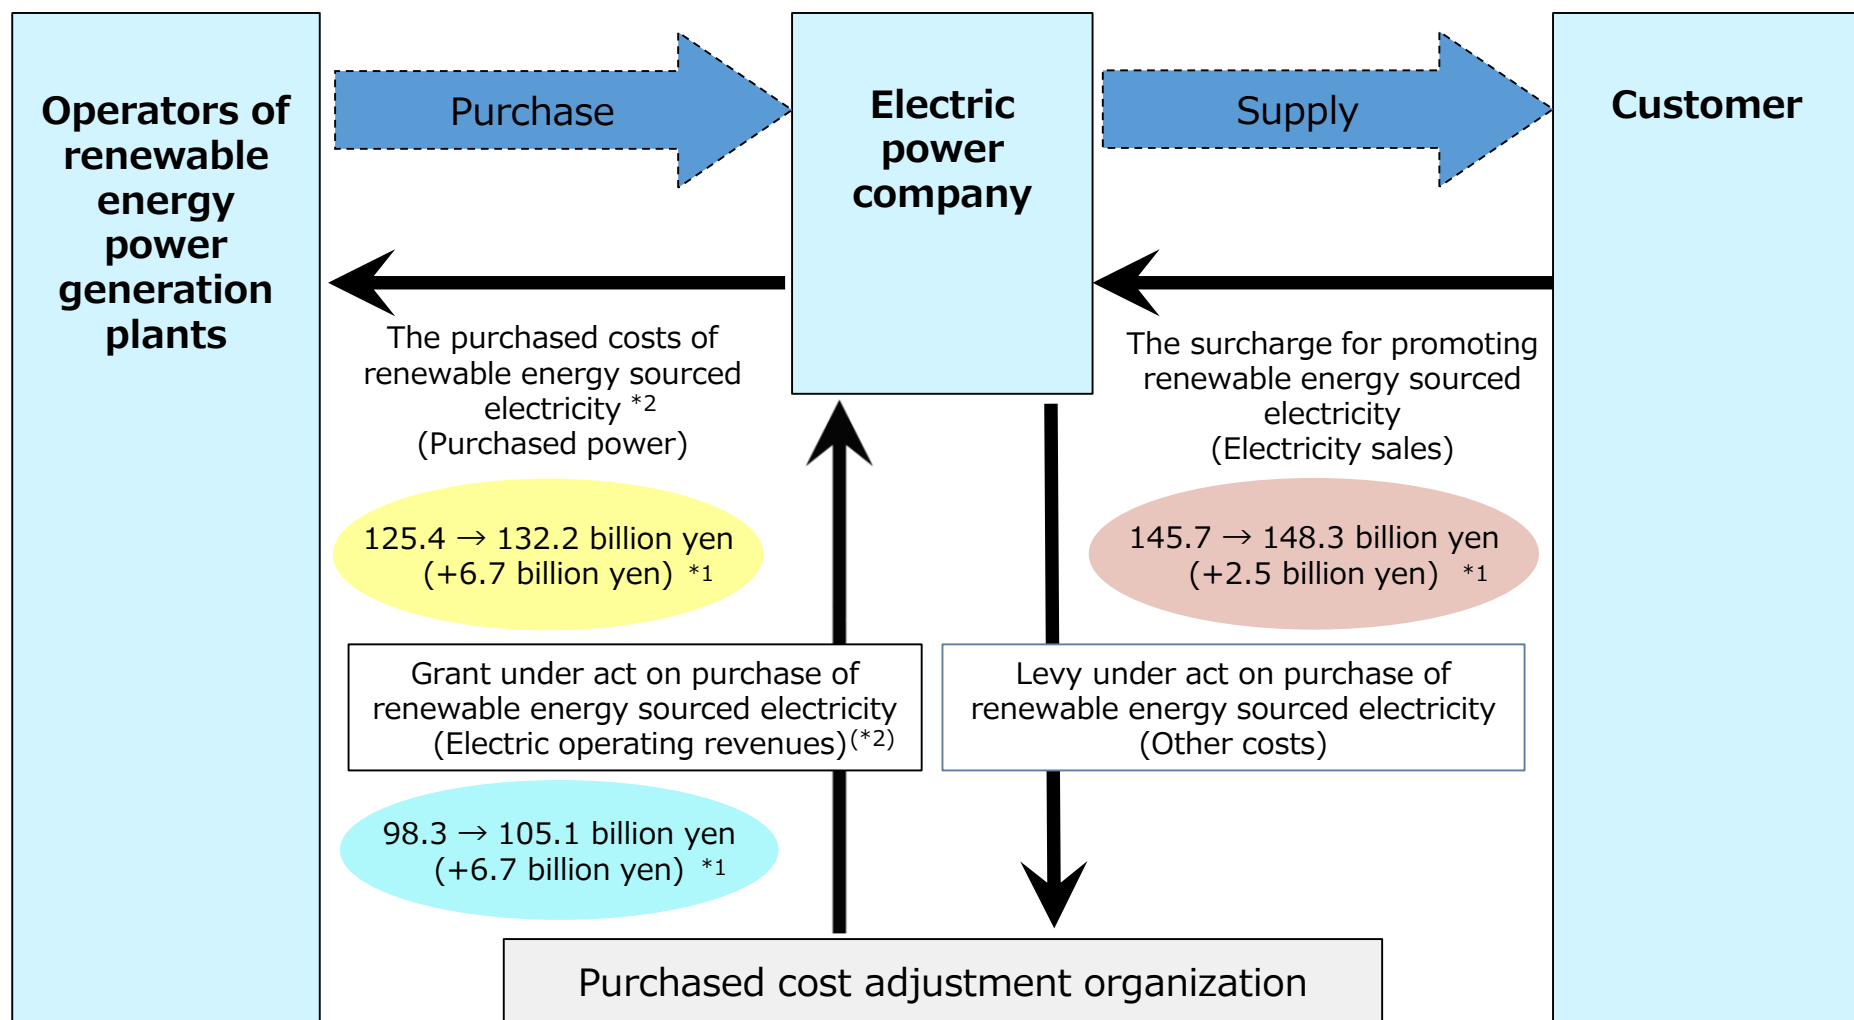 Operators of
renewable
energy
power
generation
plants
Purchase
Electric
power
company
Supply
Customer
The purchased costs of
renewable energy sourced
electricity *2
(Purchased power)
125.4 → 132.2 billion yen
(+6.7 billion yen) *1
The surcharge for promoting
renewable energy sourced
electricity
(Electricity sales)
145.7 → 148.3 billion yen
(+2.5 billion yen) *1
Grant under act on purchase of
renewable energy sourced electricity
(Electric operating revenues)(*2)
98.3 → 105.1 billion yen
(+6.7 billion yen) *1
Levy under act on purchase of
renewable energy sourced electricity
(Other costs)
Purchased cost adjustment organization